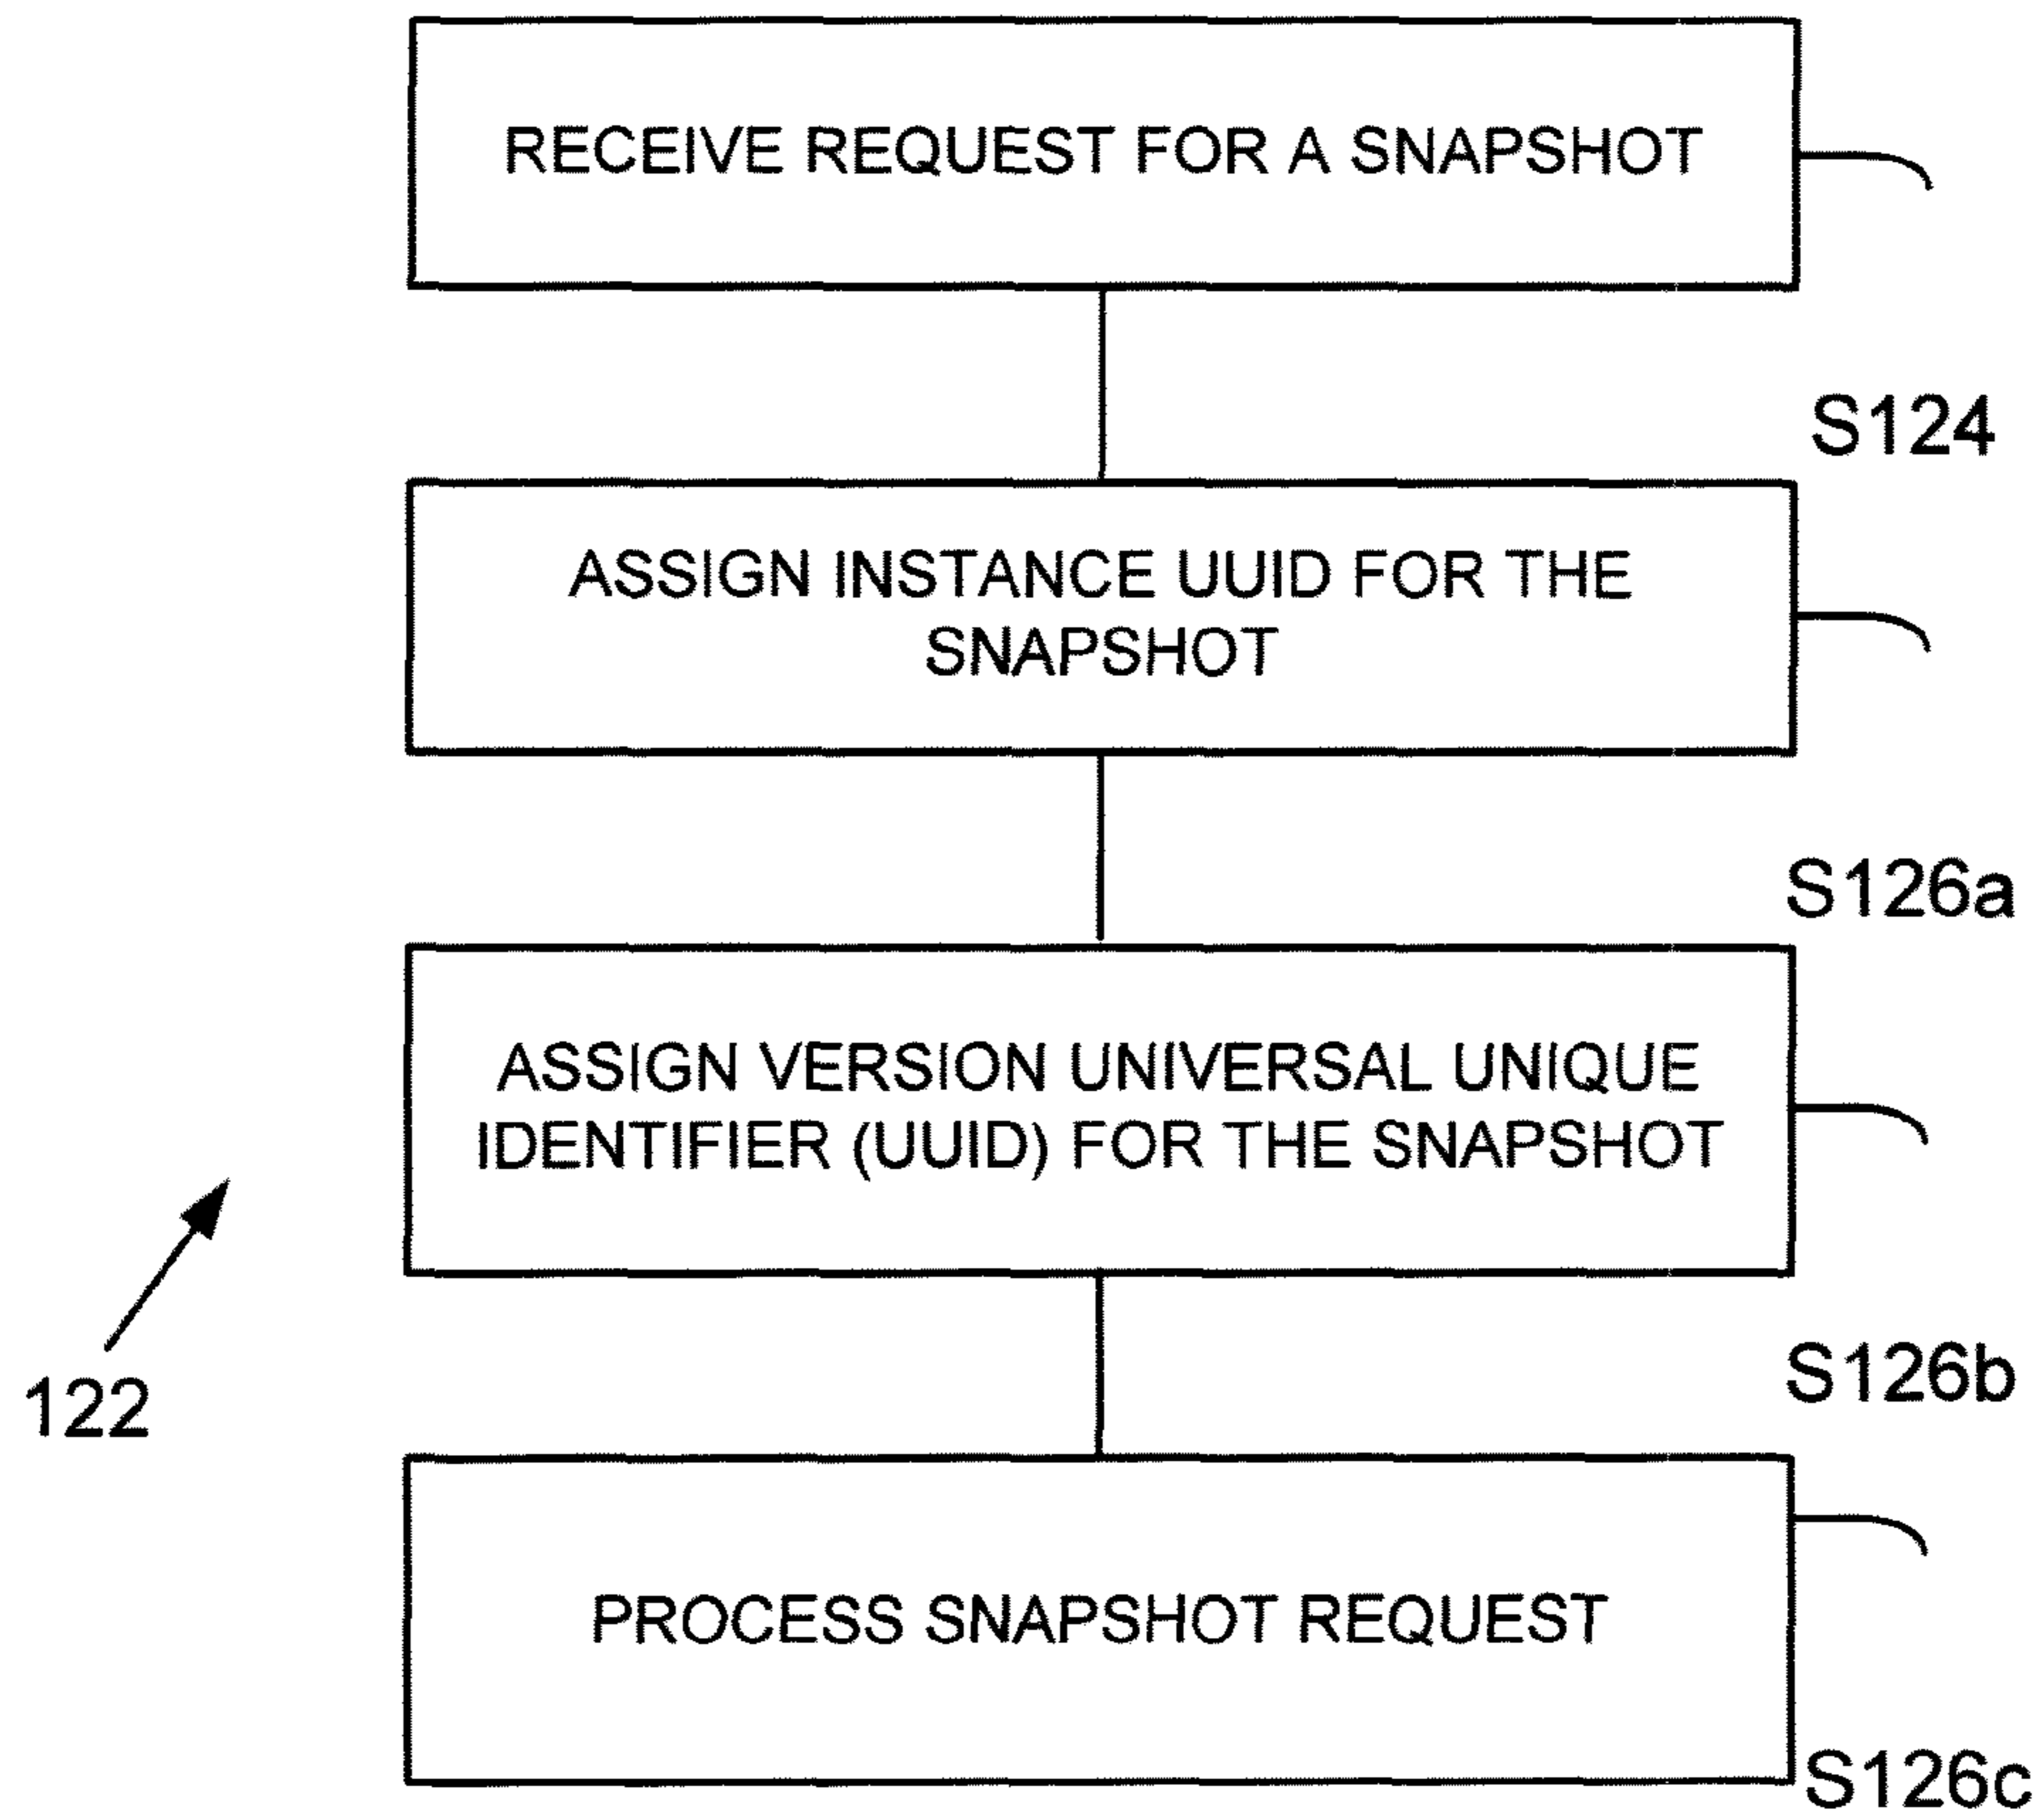 RECEIVE REQUEST FOR A SNAPSHOT
S124
ASSIGN INSTANCE UUID FOR THE
SNAPSHOT
S126a
ASSIGN VERSION UNIVERSAL UNIQUE
IDENTIFIER (UUID) FOR THE SNAPSHOT
S126b
122
PROCESS SNAPSHOT REQUEST
S126c